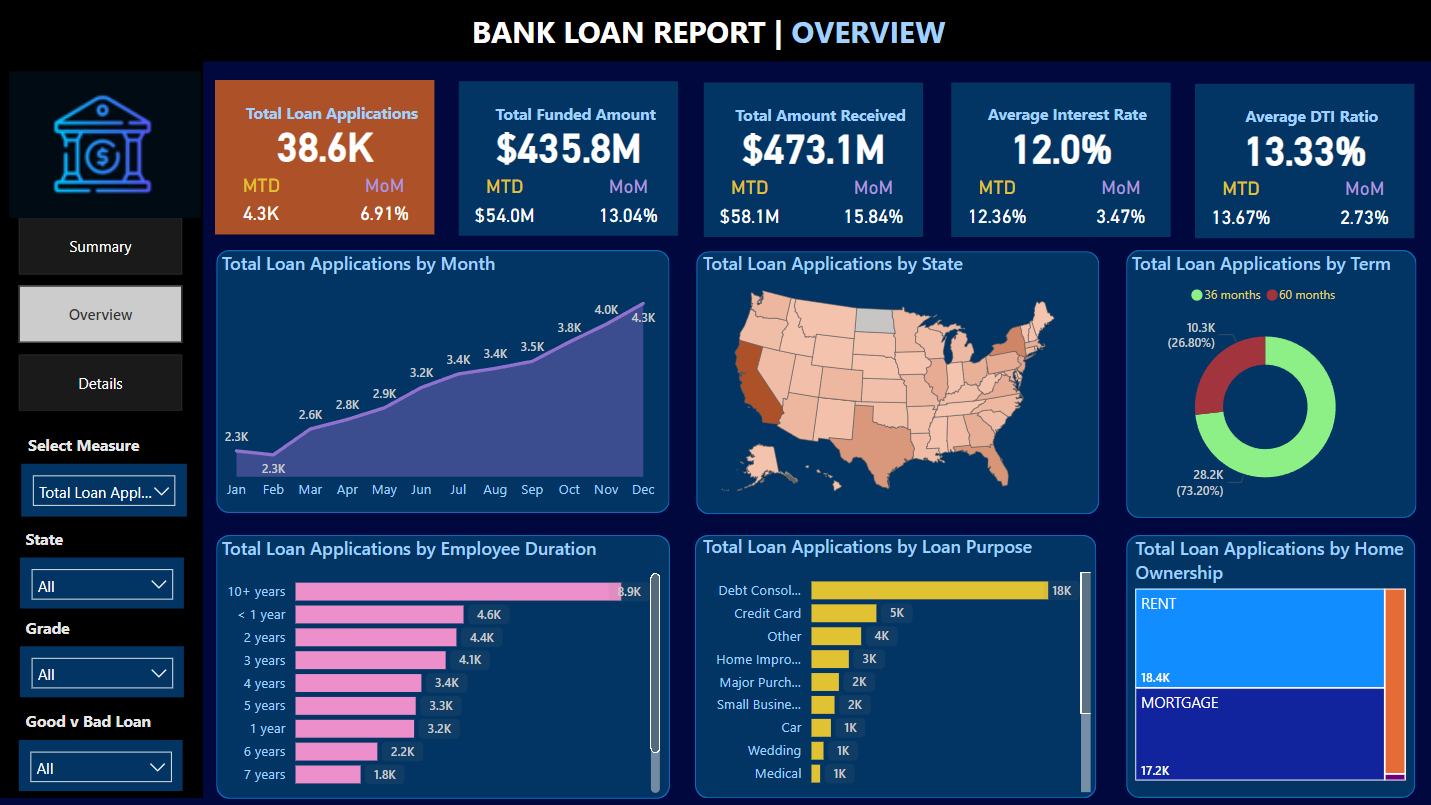 BANK LOAN REPORT | OVERVIEW
Total Loan Applications
38.6K
MTD MoM
4.3K 6.91%
Total Funded Amount
$435.8M
MTD MoM
$54.0M 13.04%
Total Amount Received
$473.1M
MTD MoM
$58.1M 15.84%
Average Interest Rate
12.0%
MTD MoM
12.36% 3.47%
Average DTI Ratio
13.33%
MTD MoM
13.67% 2.73%
Summary
Overview
Details
Select Measure
Total Loan Appl...
State
All
Grade
All
Good v Bad Loan
All
Total Loan Applications by Month
2.3K
2.3K
2.6K
2.8K
2.9K
3.2K
3.4K
3.4K
3.5K
3.8K
4.0K
4.3K
Jan Feb Mar Apr May Jun Jul Aug Sep Oct Nov Dec
Total Loan Applications by State
Total Loan Applications by Term
36 months 60 months
10.3K
(26.80%)
28.2K
(73.20%)
Total Loan Applications by Employee Duration
10+ years 8.9K
< 1 year 4.6K
2 years 4.4K
3 years 4.1K
4 years 3.4K
5 years 3.3K
1 year 3.2K
6 years 2.2K
7 years 1.8K
Total Loan Applications by Loan Purpose
Debt Consol... 18K
Credit Card 5K
Other 4K
Home Impro... 3K
Major Purch... 2K
Small Busine... 2K
Car 1K
Wedding 1K
Medical 1K
Total Loan Applications by Home
Ownership
RENT
18.4K
MORTGAGE
17.2K